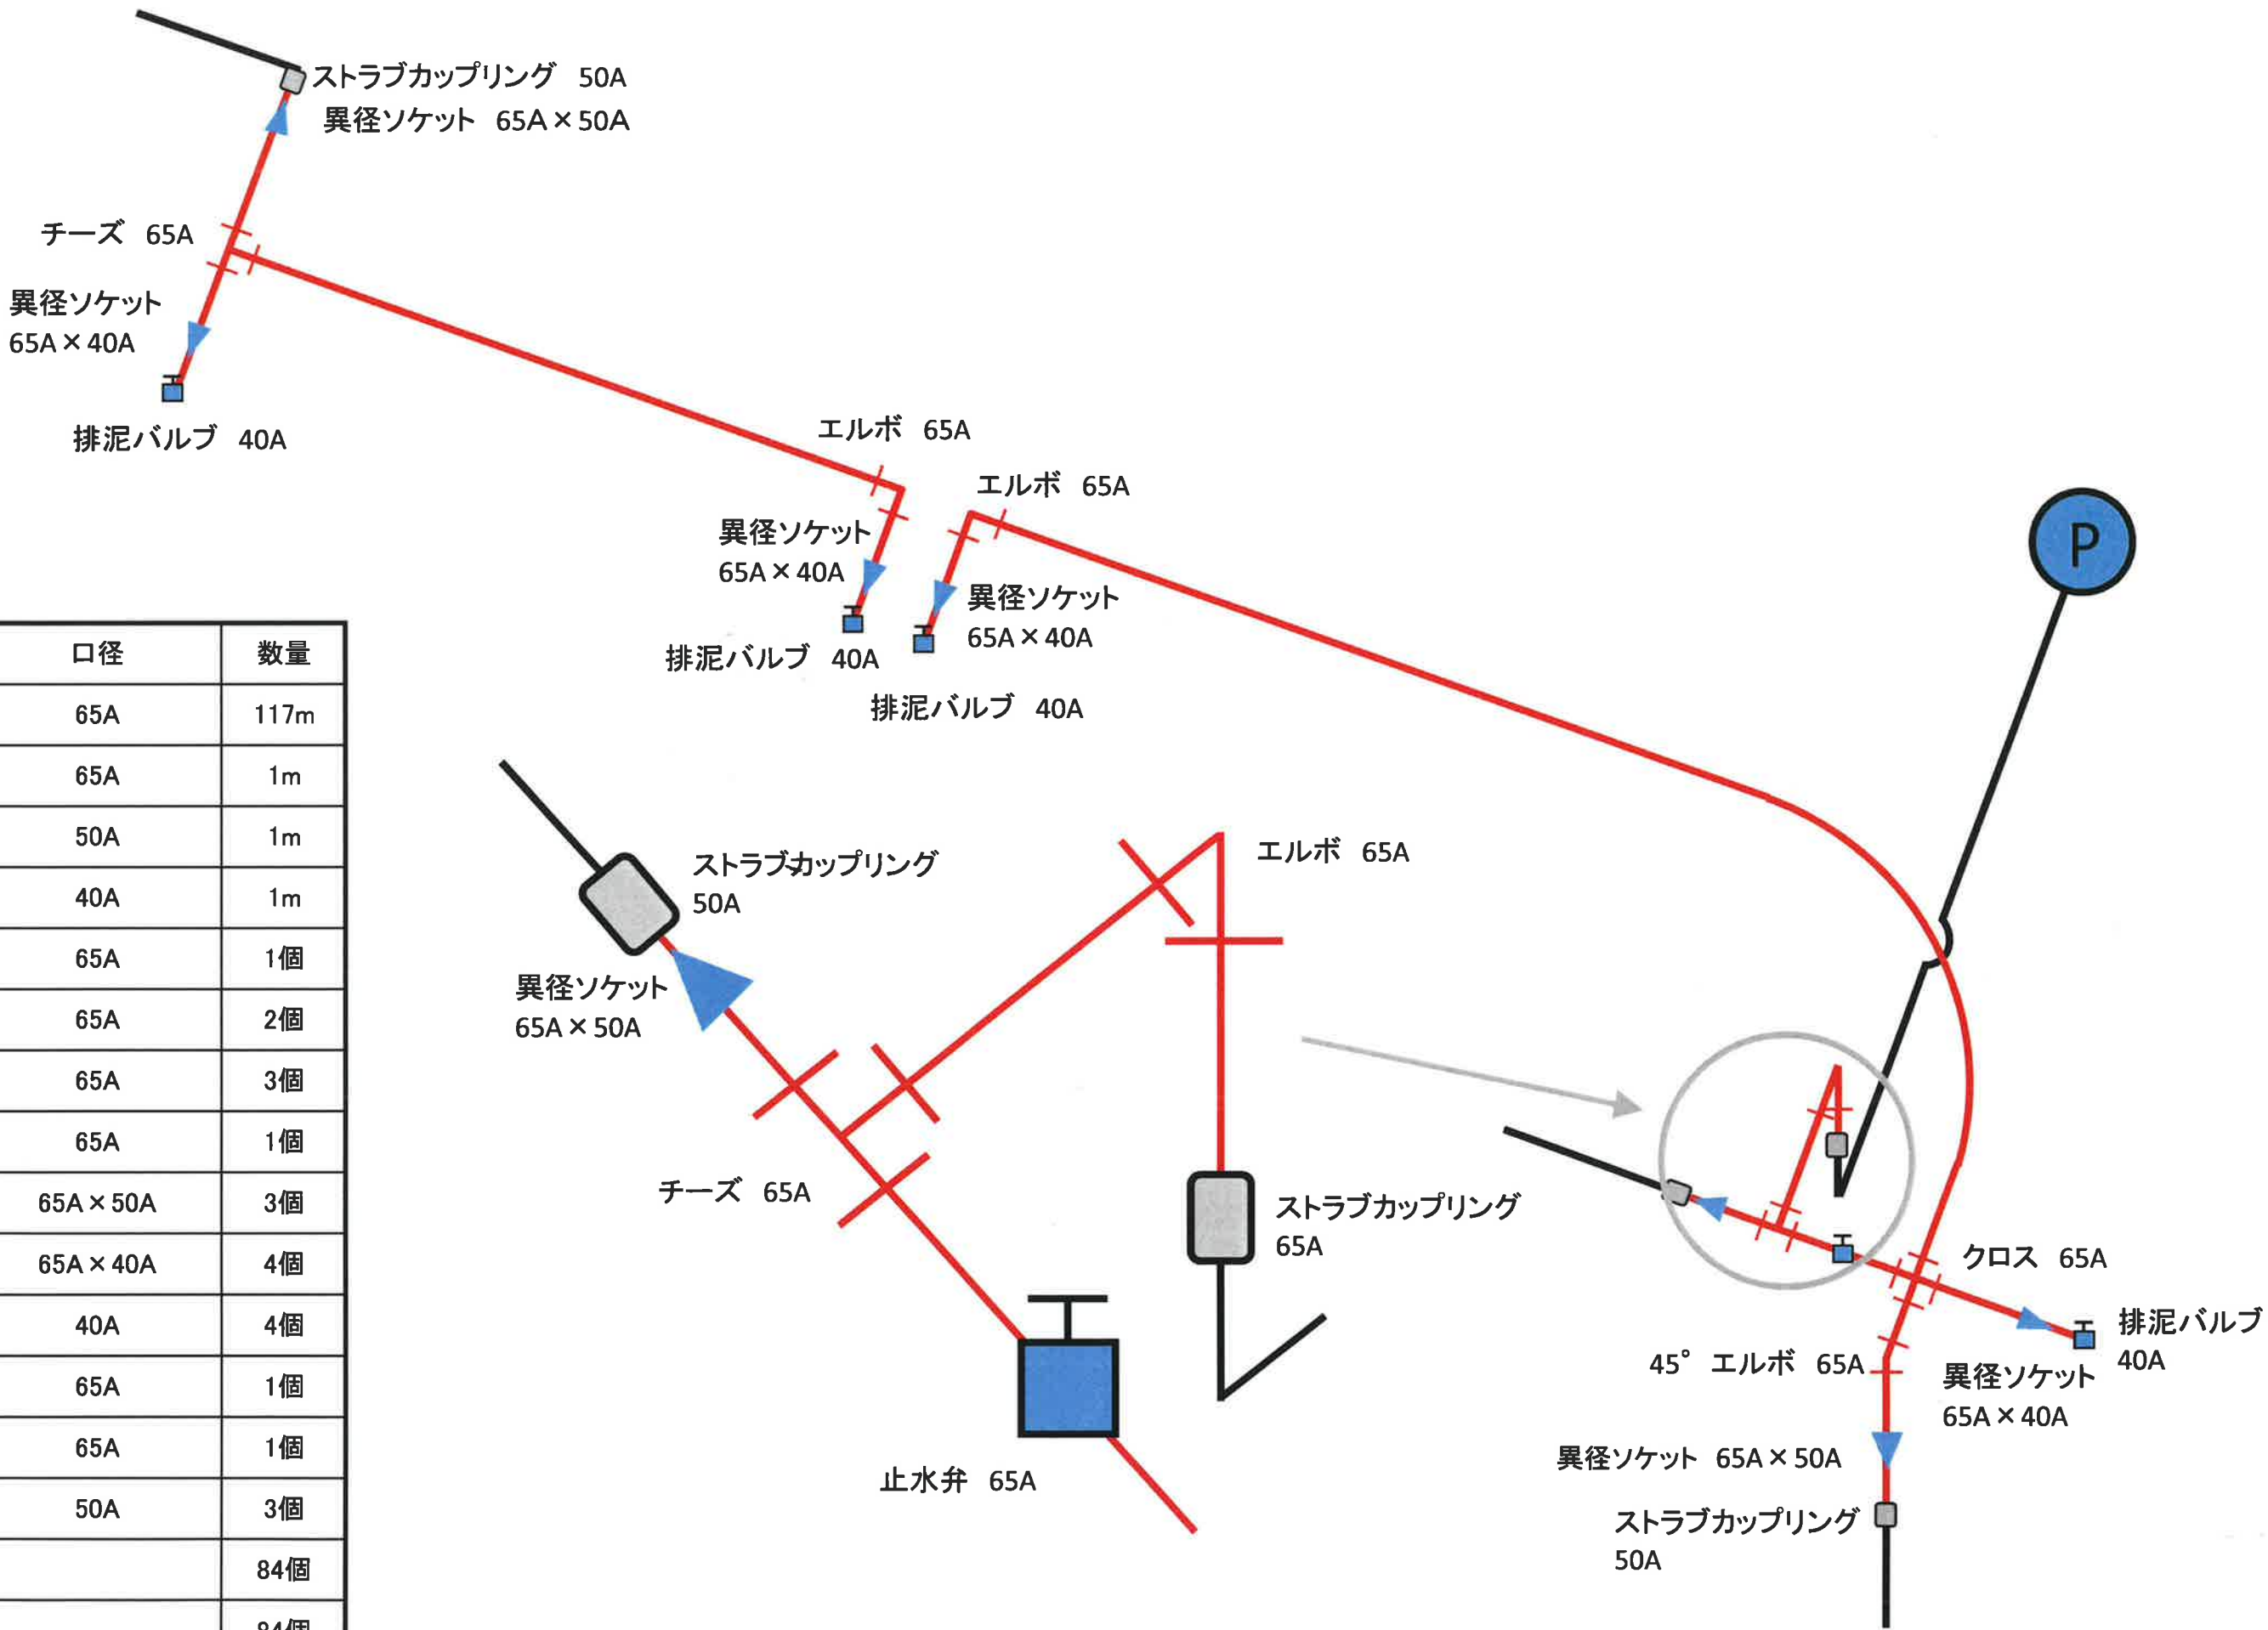 ストラブカップリング 50A
異径ソケット 65A×50A
チーズ 65A
異径ソケット
65A×40A
排泥バルブ 40A
エルボ 65A
エルボ 65A
異径ソケット
65A×40A
排泥バルブ 40A
異径ソケット
65A×40A
排泥バルブ 40A
P
口径 数量
65A 117m
65A 1m
50A 1m
40A 1m
65A 1個
65A 2個
65A 3個
65A 1個
65A×50A 3個
65A×40A 4個
40A 4個
65A 1個
65A 1個
50A 3個
84個
84個
ストラブカップリング
50A
異径ソケット
65A×50A
エルボ 65A
チーズ 65A
ストラブカップリング
65A
止水弁 65A
クロス 65A
排泥バルブ
40A
45°エルボ 65A
異径ソケット
65A×40A
異径ソケット 65A×50A
ストラブカップリング
50A